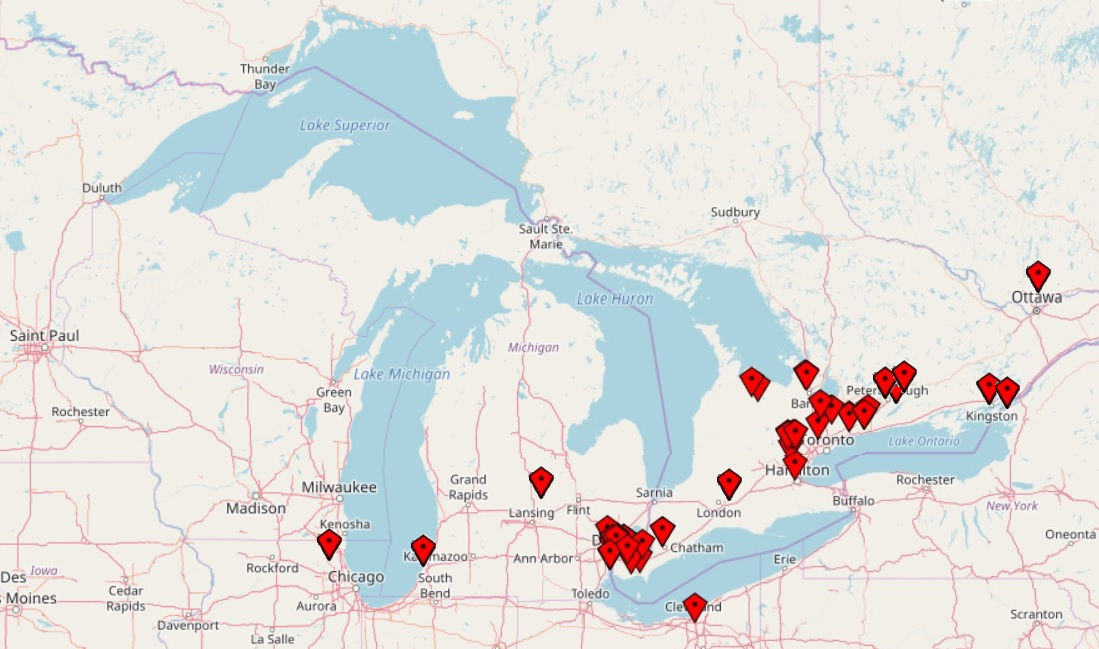 Thunder
Bay
Lake Superior
Duluth
Sudbury
Sault Ste.
Marie
Lake Huron
Ottawa
Saint Paul
Michigan
Wisconsin
Lake Michigan
Green
Bay
Rochester
Kingston
Lake Ontario
Hamilton
Grand
Rapids
Milwaukee
Madison
Sarnia
Rochester
Buffalo
New York
Lansing
Flint
London
Kenosha
Oneonta
Chatham
Ann Arbor
Erie
Rockford
Iowa
Des
Moines
Chicago
South
Bend
Cedar
Rapids
Toledo
Aurora
Scranton
Davenport
La Salle